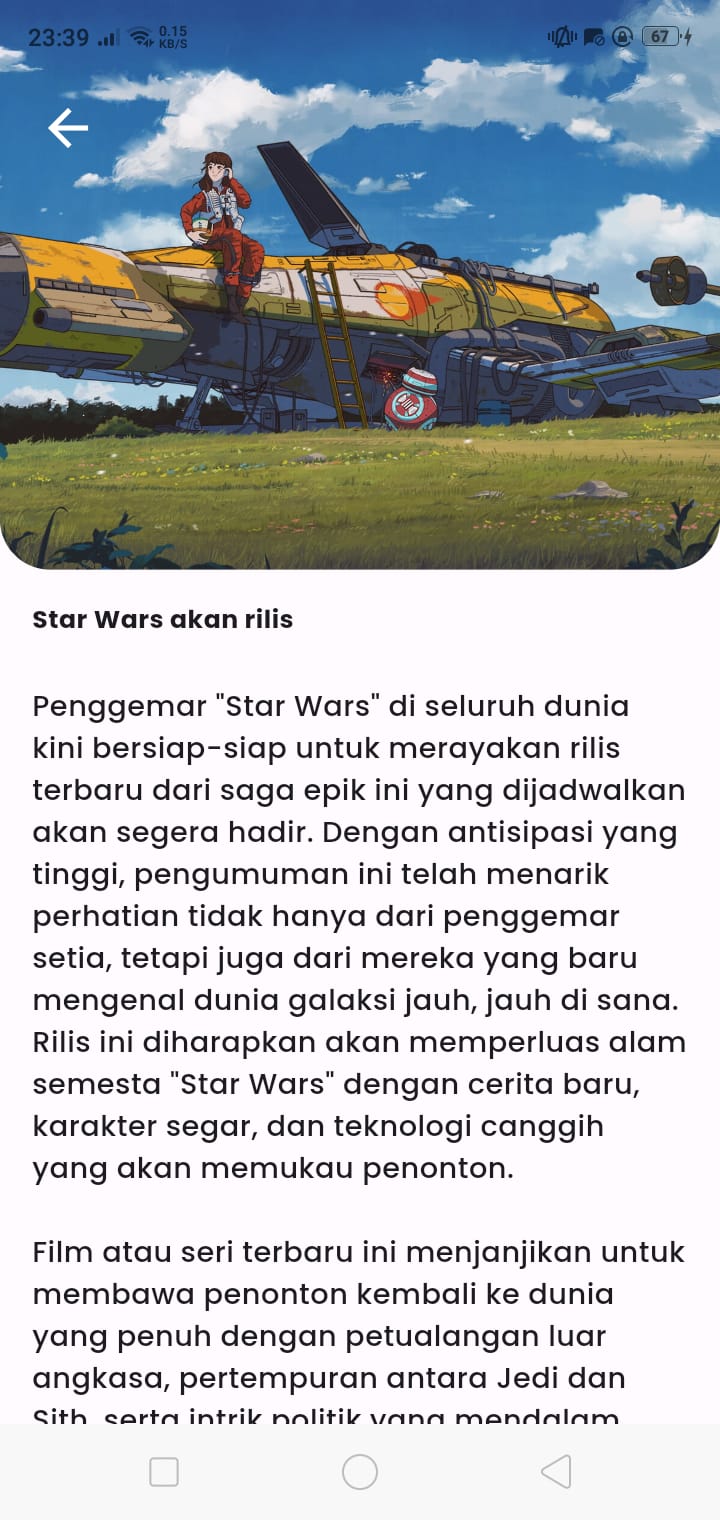 23:39
0.15
KB/S
67
Star Wars akan rilis
Penggemar "Star Wars" di seluruh dunia
kini bersiap-siap untuk merayakan rilis
terbaru dari saga epik ini yang dijadwalkan
akan segera hadir. Dengan antisipasi yang
tinggi, pengumuman ini telah menarik
perhatian tidak hanya dari penggemar
setia, tetapi juga dari mereka yang baru
mengenal dunia galaksi jauh, jauh di sana.
Rilis ini diharapkan akan memperluas alam
semesta "Star Wars" dengan cerita baru,
karakter segar, dan teknologi canggih
yang akan memukau penonton.
Film atau seri terbaru ini menjanjikan untuk
membawa penonton kembali ke dunia
yang penuh dengan petualangan luar
angkasa, pertempuran antara Jedi dan
Sith, serta intrik politik yang mendalam.